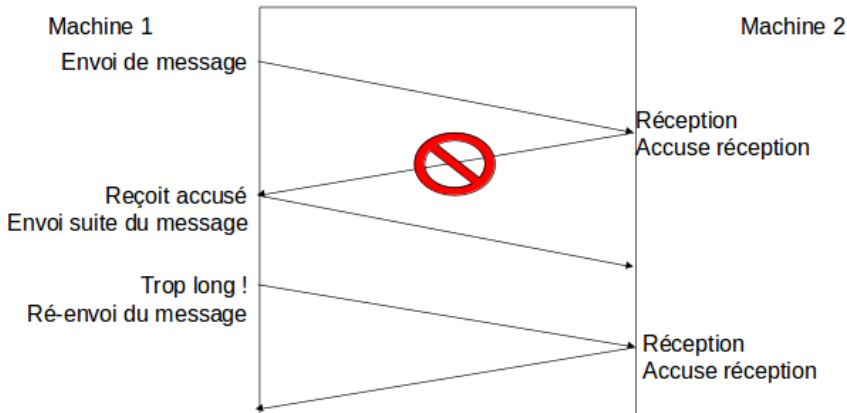 Machine 1
Machine 2
Envoi de message
Réception
Accuse réception
Reçoit accusé
Envoi suite du message
Trop long !
Ré-envoi du message
Réception
Accuse réception